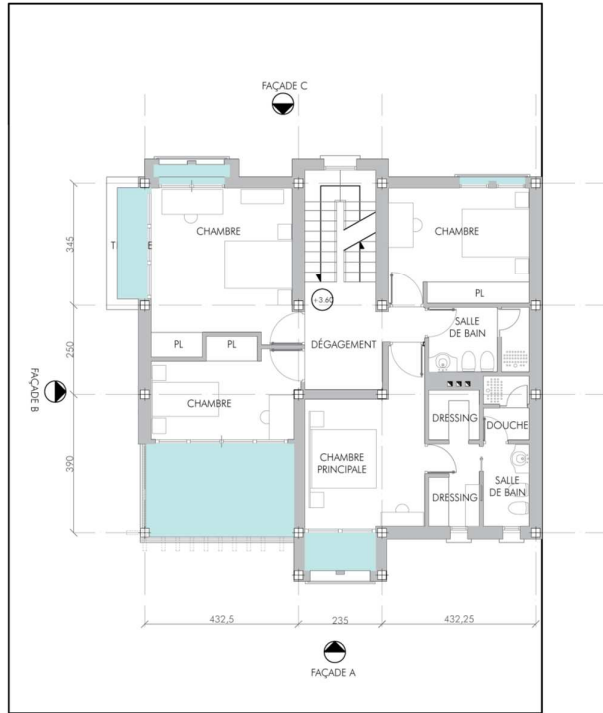 FAÇADE C
345
T E
CHAMBRE
CHAMBRE
PL
+3.60
SALLE
DE BAIN
PL
PL
DÉGAGEMENT
250
FAÇADE B
CHAMBRE
DRESSING
DOUCHE
390
CHAMBRE
PRINCIPALE
SALLE
DE BAIN
DRESSING
432,5
235
432,25
FAÇADE A